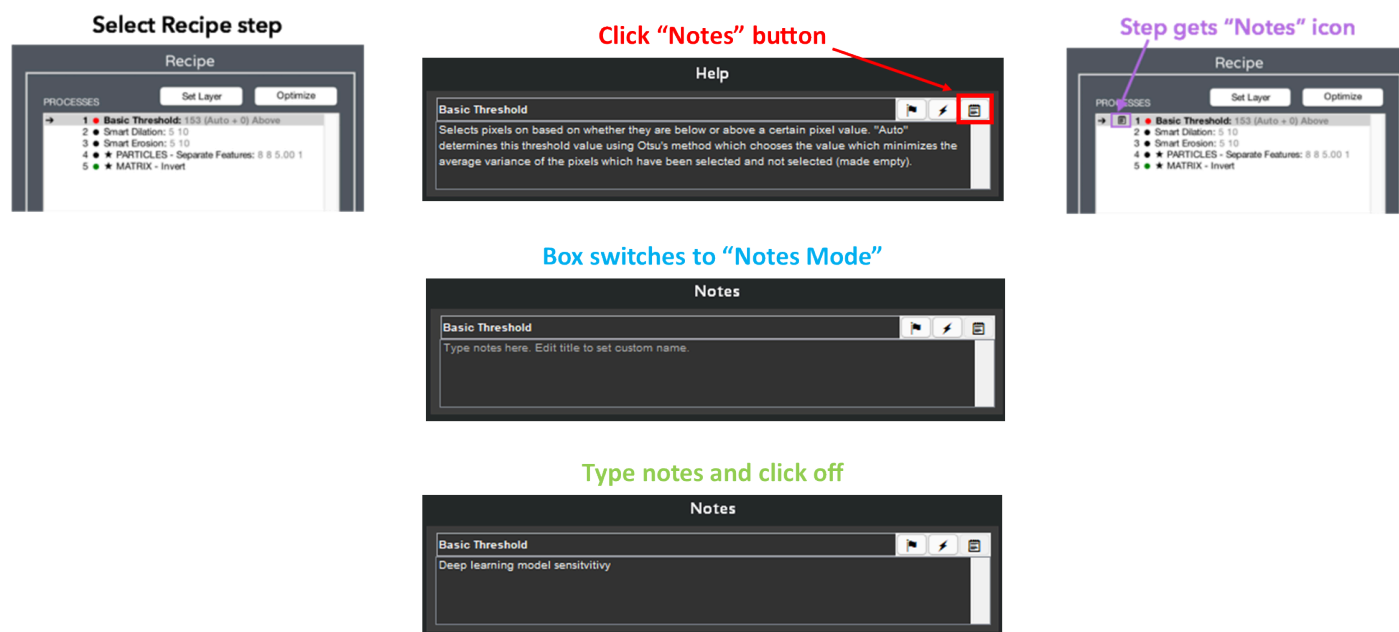 Select Recipe step
Recipe
PROCESSES
Set Layer
Optimize
→ 1 ● Basic Threshold: 153 (Auto + 0) Above
2 ● Smart Dilation: 5 10
3 ● Smart Erosion: 5 10
4 ● ★ PARTICLES - Separate Features: 8 8 5.00 1
5 ● ★ MATRIX - Invert
Click “Notes” button
Help
Basic Threshold
Selects pixels on based on whether they are below or above a certain pixel value. "Auto"
determines this threshold value using Otsu's method which chooses the value which minimizes the
average variance of the pixels which have been selected and not selected (made empty).
Step gets “Notes” icon
Recipe
PROCESSES
Set Layer
Optimize
→ 1 ● Basic Threshold: 153 (Auto + 0) Above
2 ● Smart Dilation: 5 10
3 ● Smart Erosion: 5 10
4 ● ★ PARTICLES - Separate Features: 8 8 5.00 1
5 ● ★ MATRIX - Invert
Box switches to “Notes Mode”
Notes
Basic Threshold
Type notes here. Edit title to set custom name.
Type notes and click off
Notes
Basic Threshold
Deep learning model sensitvitivy